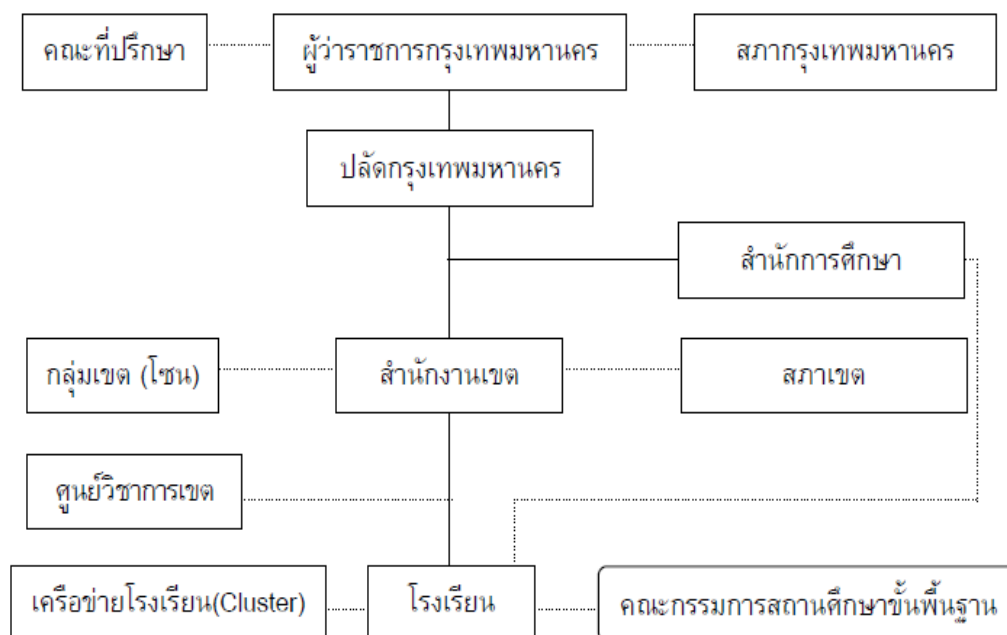 คณะที่ปรึกษา
ผู้ว่าราชการกรุงเทพมหานคร
สภากรุงเทพมหานคร
ปลัดกรุงเทพมหานคร
สำนักการศึกษา
กลุ่มเขต (โซน)
สำนักงานเขต
สภาเขต
ศูนย์วิชาการเขต
เครือข่ายโรงเรียน(Cluster)
โรงเรียน
คณะกรรมการสถานศึกษาขั้นพื้นฐาน